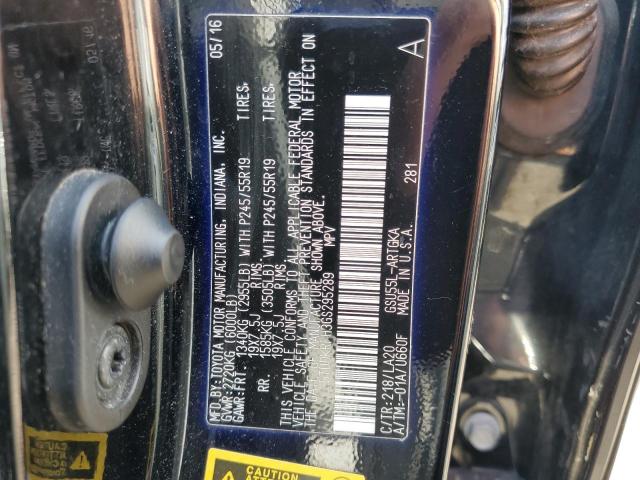 MFD. BY: TOYOTA MOTOR MANUFACTURING, INDIANA, INC. 05/16
GVWR: 2720KG (6000LB)
GAWR: FRT. 1340KG (2955LB) WITH P245/55R19 TIRES,
19X7.5J RIMS
RR. 1585KG (3505LB) WITH P245/55R19 TIRES,
19X7.5J RIMS
THIS VEHICLE CONFORMS TO ALL APPLICABLE FEDERAL MOTOR
VEHICLE SAFETY, AND THEFT PREVENTION STANDARDS IN EFFECT ON
THE DATE OF MANUFACTURE SHOWN ABOVE.
H3GS295289 MPV
A
281
C/TR: 218/LA20 GSU55L-ARTGKA
A/TM: -01A/U660F MADE IN U.S.A.
CAUTION